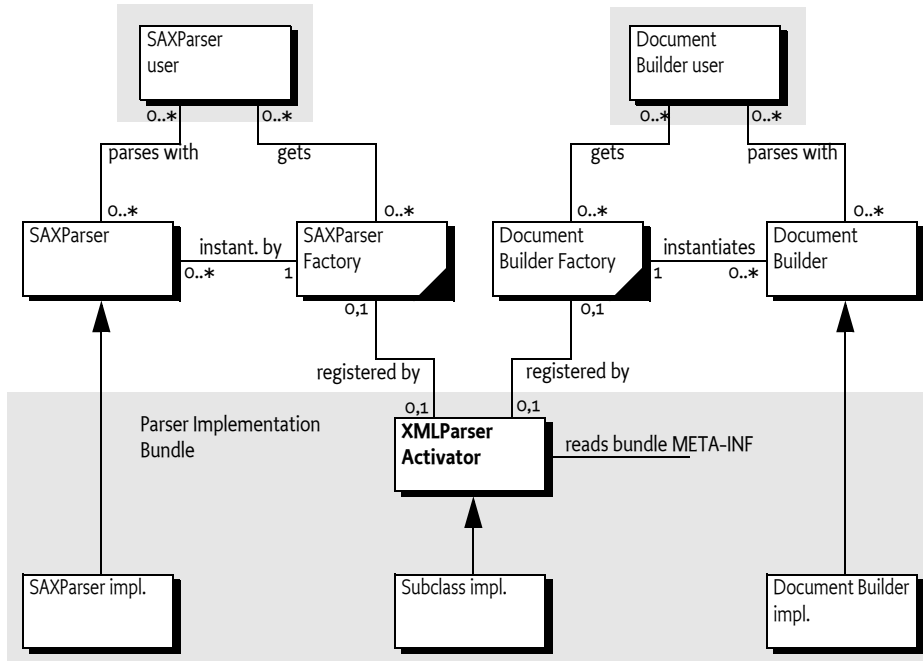 SAXParser
user
Document
Builder user
0..*
0..*
0..*
0..*
parses with
gets
gets
parses with
0..*
0..*
0..*
0..*
SAXParser
instant. by
0..*
1
SAXParser
Factory
Document
Builder Factory
instantiates
1
0..*
Document
Builder
0,1
0,1
registered by
registered by
0,1
0,1
Parser Implementation
Bundle
XMLParser
Activator
reads bundle META-INF
SAXParser impl.
Subclass impl.
Document Builder
impl.